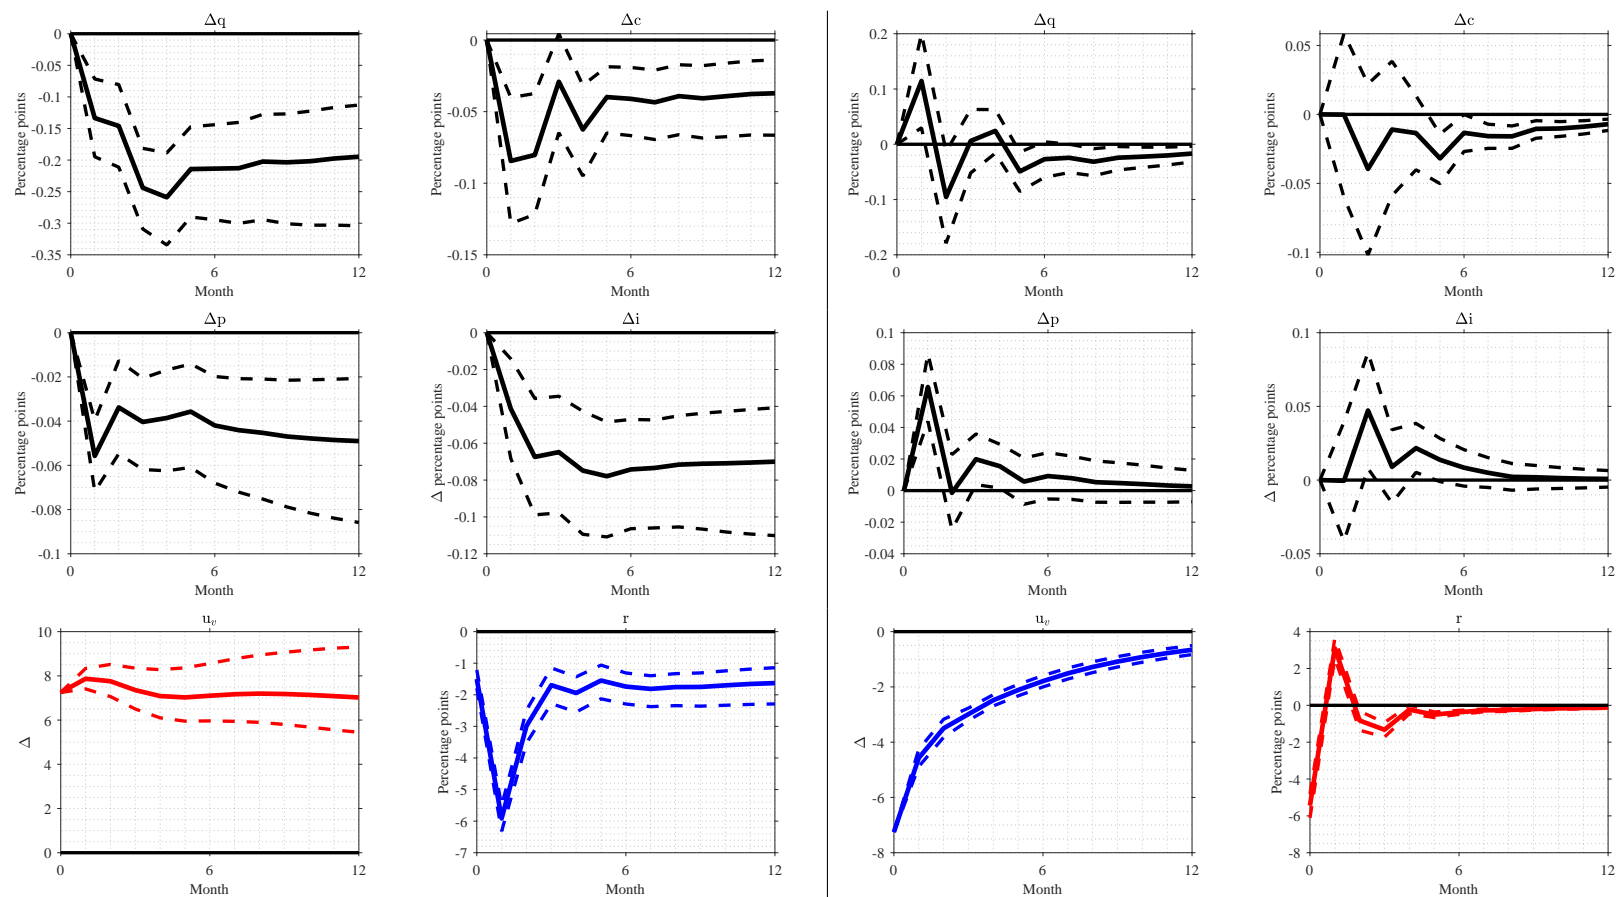 Δq
Percentage points
0
-0.05
-0.1
-0.15
-0.2
-0.25
-0.3
-0.35
0 6 12
Month
Δc
Percentage points
0
-0.05
-0.1
-0.15
0 6 12
Month
Δq
Percentage points
0.2
0.1
0
-0.1
-0.2
0 6 12
Month
Δc
Percentage points
0.05
0
-0.05
-0.1
0 6 12
Month
Δp
Percentage points
0
-0.02
-0.04
-0.06
-0.08
-0.1
0 6 12
Month
Δi
Δ percentage points
0
-0.02
-0.04
-0.06
-0.08
-0.1
-0.12
0 6 12
Month
Δp
Percentage points
0.1
0.08
0.06
0.04
0.02
0
-0.02
-0.04
0 6 12
Month
Δi
Δ percentage points
0.1
0.05
0
-0.05
0 6 12
Month
u_v
Δ
10
8
6
4
2
0
0 6 12
Month
r
Percentage points
0
-1
-2
-3
-4
-5
-6
-7
0 6 12
Month
u_v
Δ
0
-2
-4
-6
-8
0 6 12
Month
r
Percentage points
4
2
0
-2
-4
-6
-8
0 6 12
Month